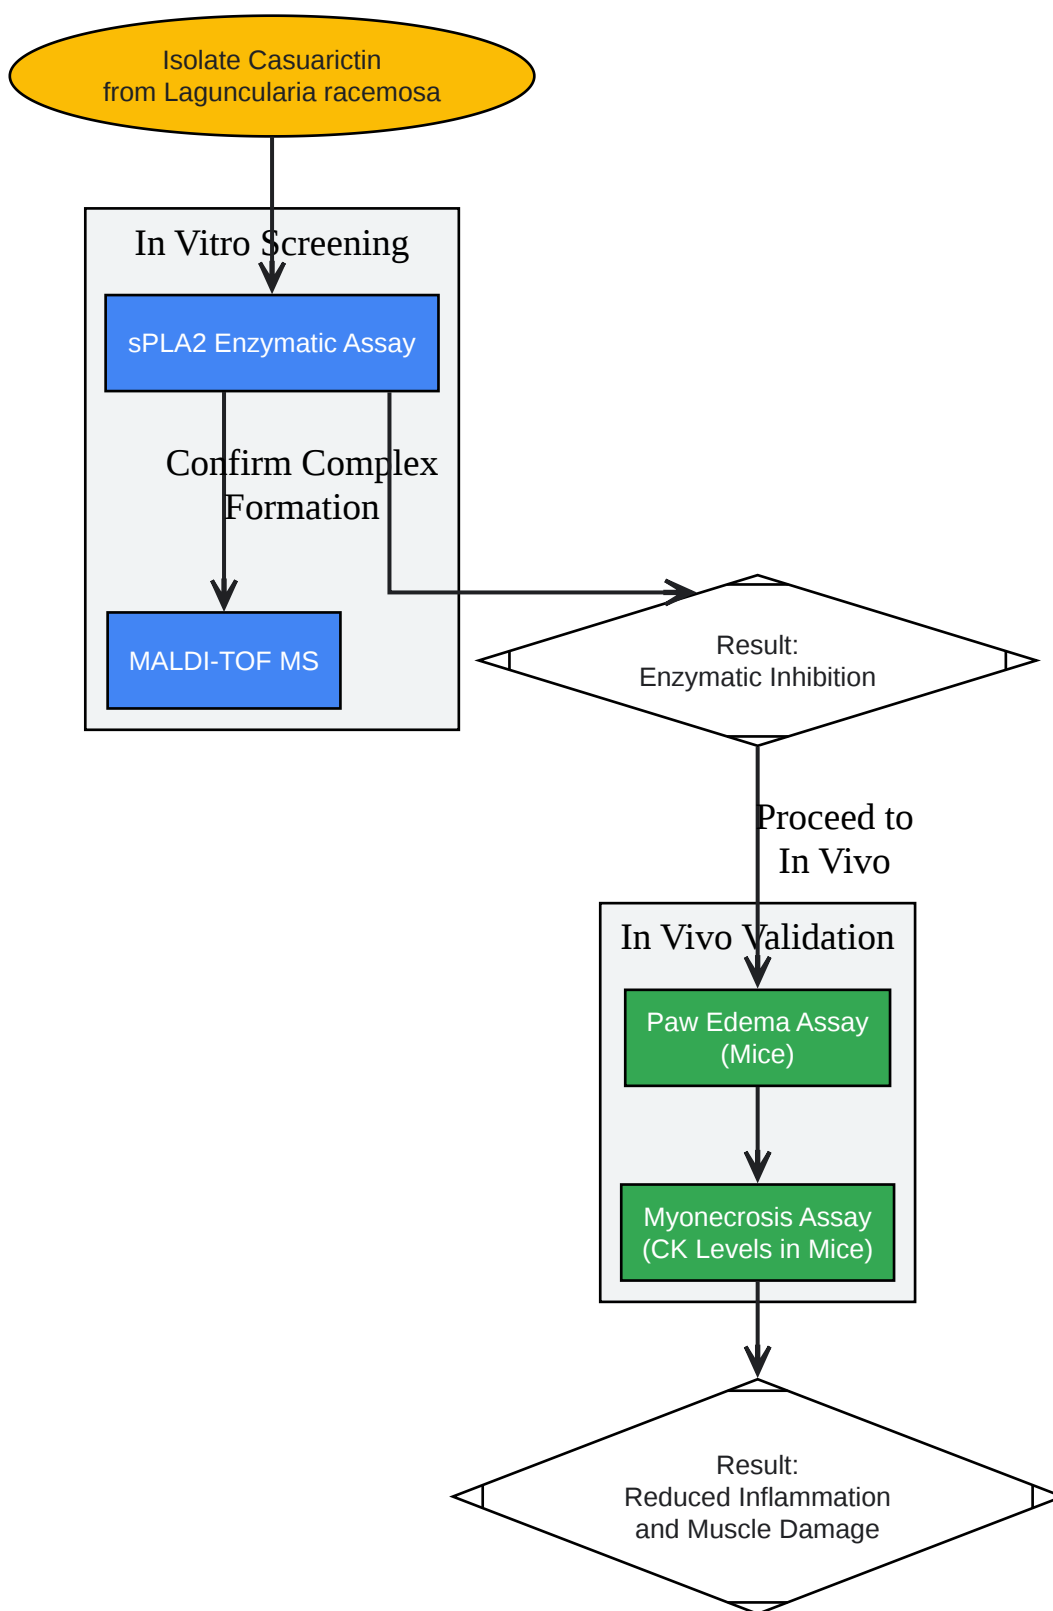 Isolate Casuarictin
from Laguncularia racemosa
In Vitro Screening
sPLA2 Enzymatic Assay
Confirm Complex
Formation
MALDI-TOF MS
Result:
Enzymatic Inhibition
Proceed to
In Vivo
In Vivo Validation
Paw Edema Assay
(Mice)
Myonecrosis Assay
(CK Levels in Mice)
Result:
Reduced Inflammation
and Muscle Damage